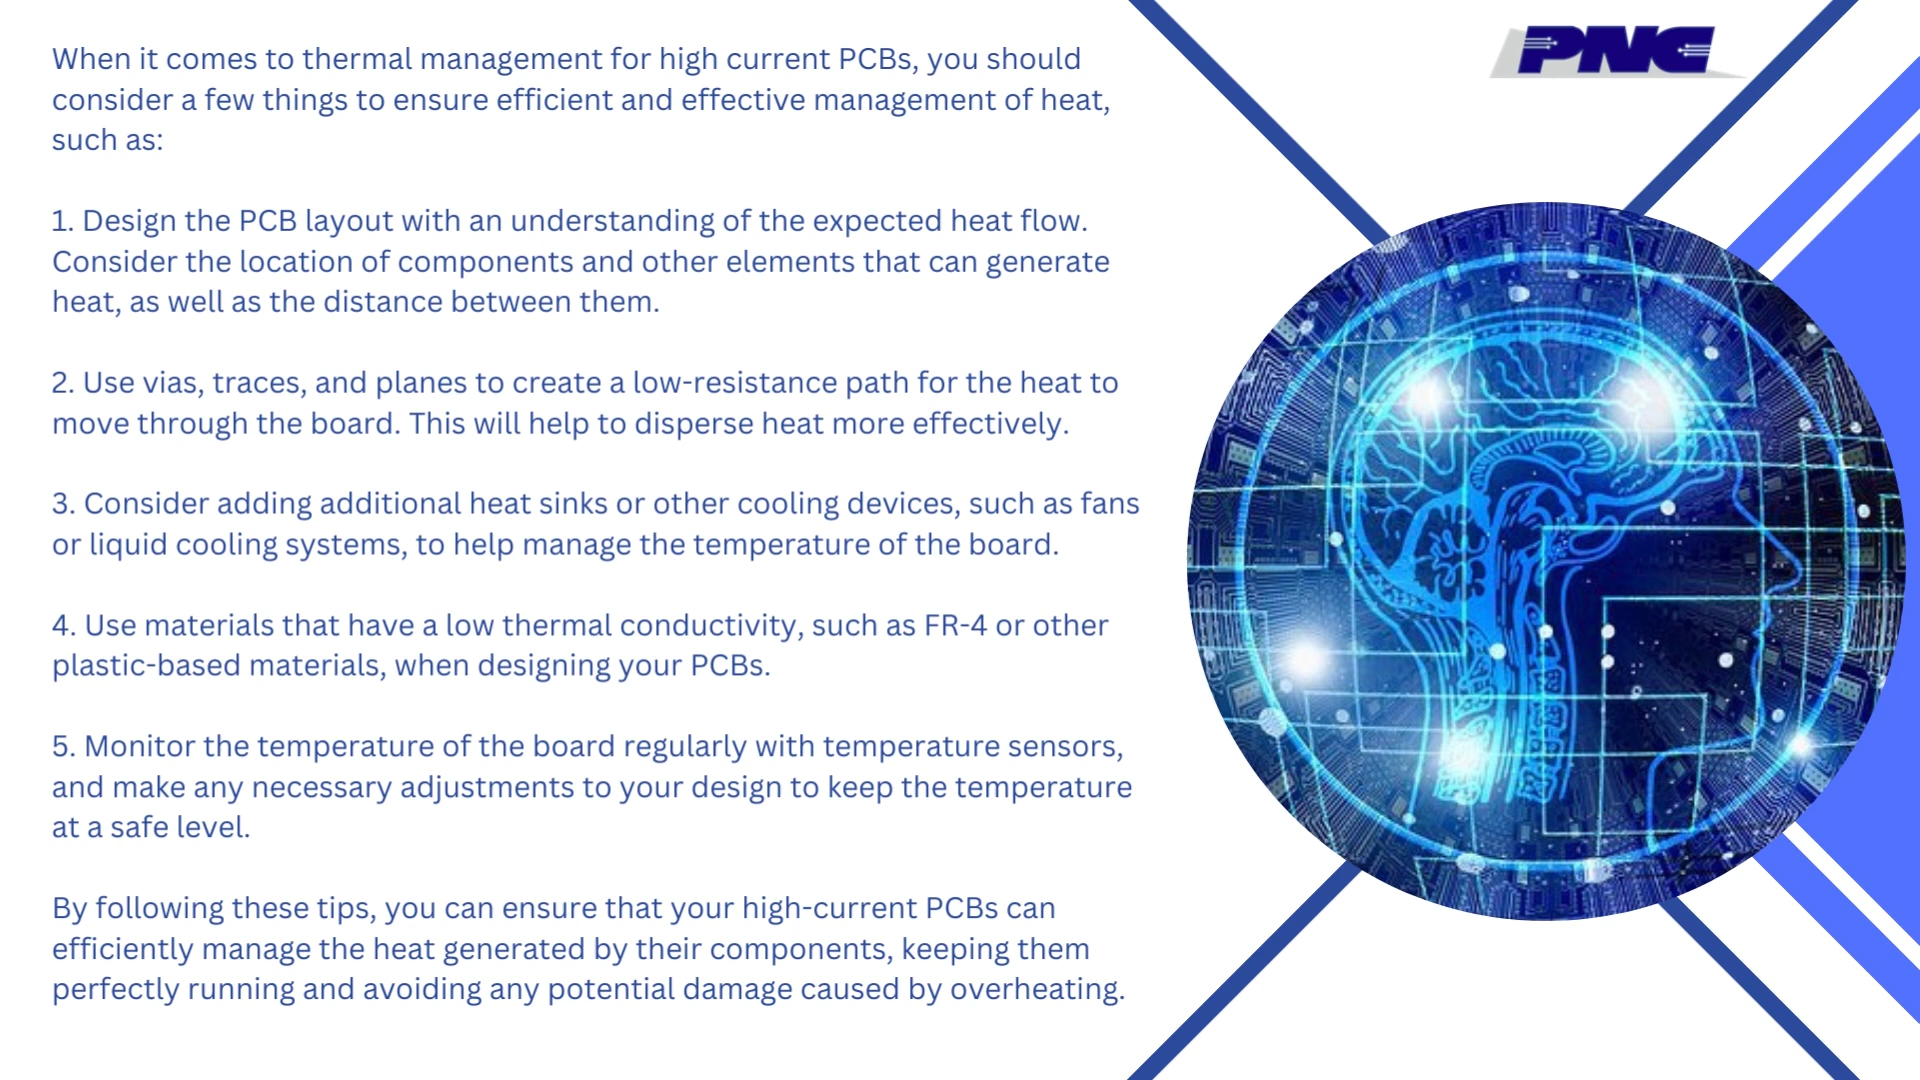 When it comes to thermal management for high current PCBs, you should
consider a few things to ensure efficient and effective management of heat,
such as:
1. Design the PCB layout with an understanding of the expected heat flow.
Consider the location of components and other elements that can generate
heat, as well as the distance between them.
2. Use vias, traces, and planes to create a low-resistance path for the heat to
move through the board. This will help to disperse heat more effectively.
3. Consider adding additional heat sinks or other cooling devices, such as fans
or liquid cooling systems, to help manage the temperature of the board.
4. Use materials that have a low thermal conductivity, such as FR-4 or other
plastic-based materials, when designing your PCBs.
5. Monitor the temperature of the board regularly with temperature sensors,
and make any necessary adjustments to your design to keep the temperature
at a safe level.
By following these tips, you can ensure that your high-current PCBs can
efficiently manage the heat generated by their components, keeping them
perfectly running and avoiding any potential damage caused by overheating.
PNC